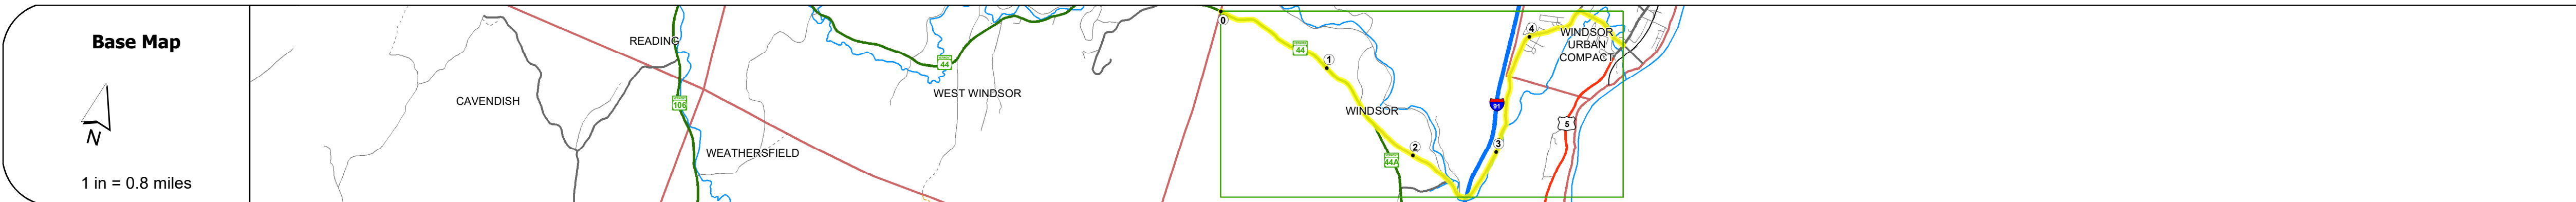 Base Map
N
1 in = 0.8 miles
READING
CAVENDISH
106
WEATHERSFIELD
44
WEST WINDSOR
0
44
1
WINDSOR
2
44A
3
91
4
WINDSOR
URBAN
COMPACT
5